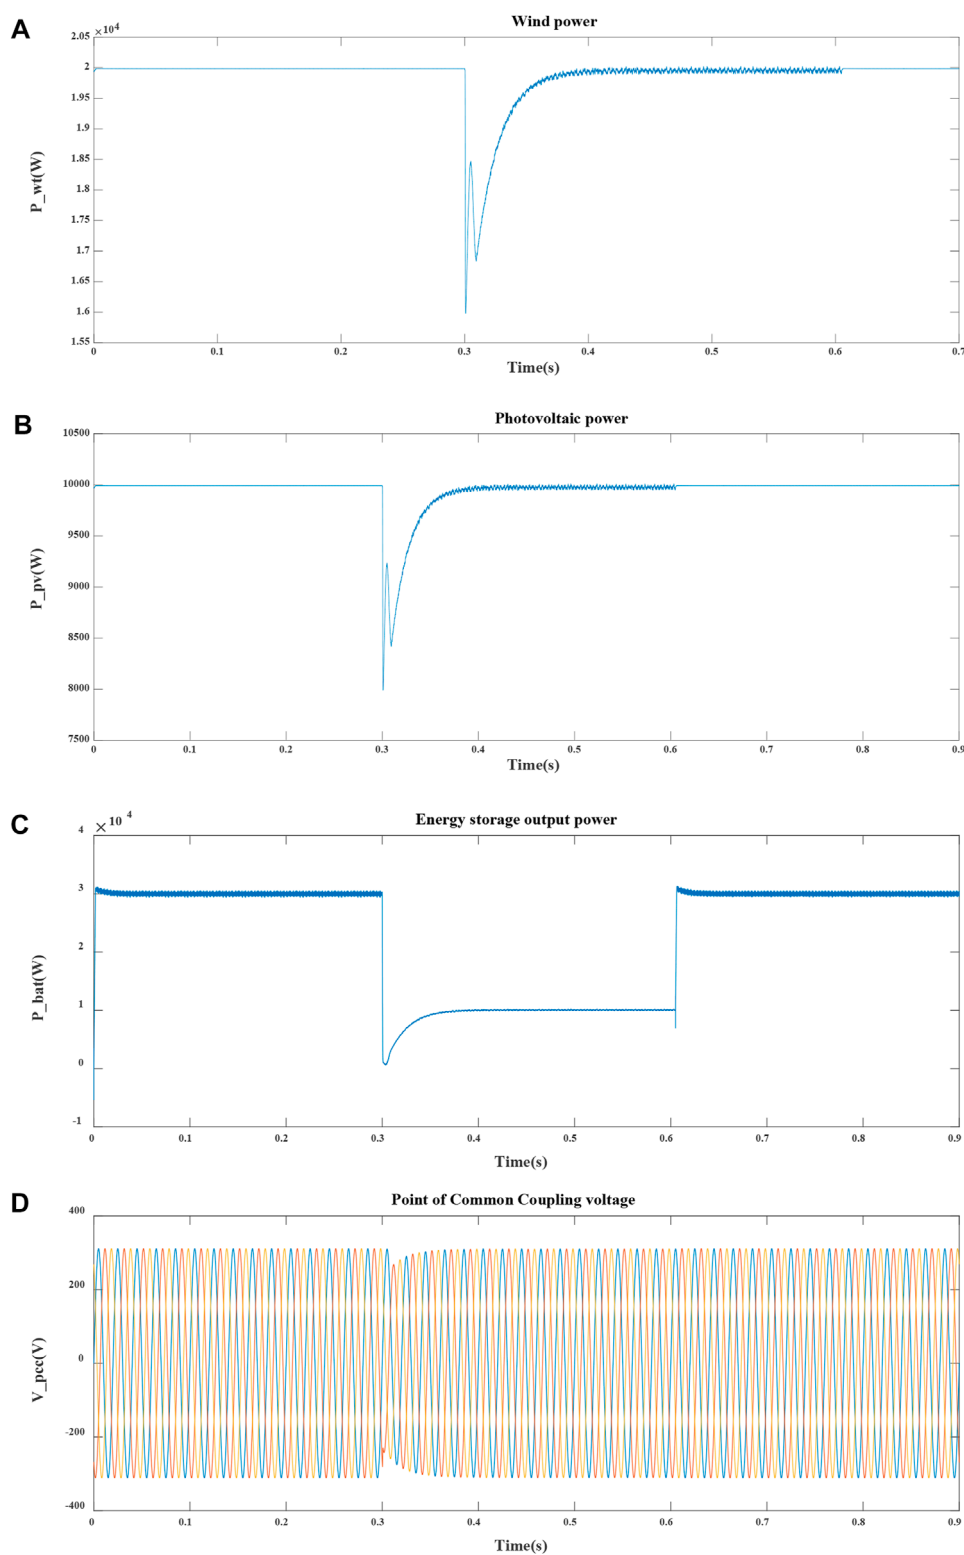 A
Wind power
2.05 ×10⁴
2
1.95
1.9
1.85
1.8
1.75
1.7
1.65
1.6
1.55
P_wt(W)
0 0.1 0.2 0.3 0.4 0.5 0.6 0.7
Time(s)
B
Photovoltaic power
10500
10000
9500
9000
8500
8000
7500
P_pv(W)
0 0.1 0.2 0.3 0.4 0.5 0.6 0.7 0.8 0.9
Time(s)
C
Energy storage output power
4 × 10 4
3
2
1
0
-1
P_bat(W)
0 0.1 0.2 0.3 0.4 0.5 0.6 0.7 0.8 0.9
Time(s)
D
Point of Common Coupling voltage
400
200
0
-200
-400
V_pcc(V)
0 0.1 0.2 0.3 0.4 0.5 0.6 0.7 0.8 0.9
Time(s)